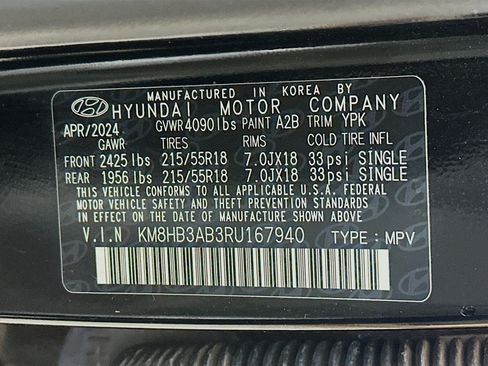 MANUFACTURED IN KOREA BY
HYUNDAI MOTOR COMPANY
APR/2024 GVWR4090lbs PAINT A2B TRIM YPK
GAWR TIRES RIMS COLD TIRE INFL
FRONT 2425lbs 215/55R18 7.0JX18 33psi SINGLE
REAR 1956lbs 215/55R18 7.0JX18 33psi SINGLE
THIS VEHICLE CONFORMS TO ALL APPLICABLE U.S.A. FEDERAL
MOTOR VEHICLE SAFETY AND THEFT PREVENTION STANDARDS
IN EFFECT ON THE DATE OF MANUFACTURE SHOWN ABOVE
V.I.N KM8HB3AB3RU167940 TYPE : MPV